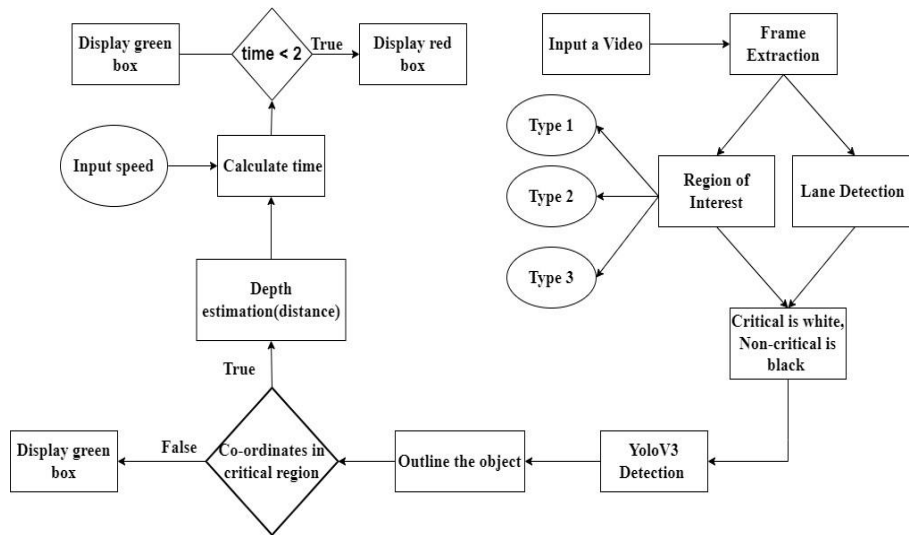 Display green
box
time < 2
True
Display red
box
Input a Video
Frame
Extraction
Type 1
Input speed
Calculate time
Type 2
Region of
Interest
Lane Detection
Type 3
Depth
estimation(distance)
Critical is white,
Non-critical is
black
True
Display green
box
False
Co-ordinates in
critical region
Outline the object
YoloV3
Detection